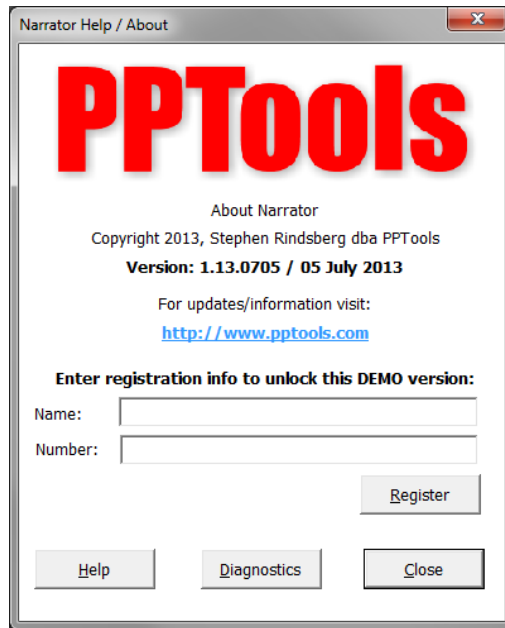 Narrator Help / About
PPTools
About Narrator
Copyright 2013, Stephen Rindsberg dba PPTools
Version: 1.13.0705 / 05 July 2013
For updates/information visit:
http://www.pptools.com
Enter registration info to unlock this DEMO version:
Name:
Number:
Register
Help Diagnostics Close